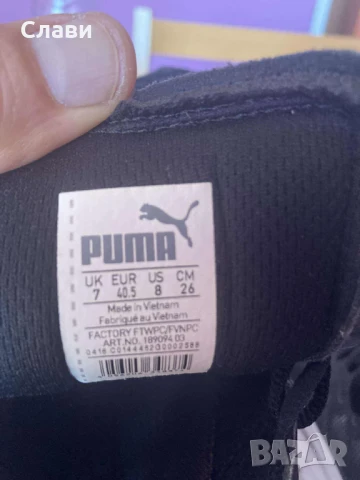 Слави
PUMA
UK EUR US CM
7 40.5 8 26
Made in Vietnam
Fabriqué au Vietnam
FACTORY FTWPC/FVNPC
ART.NO. 189094 03
BAZAR